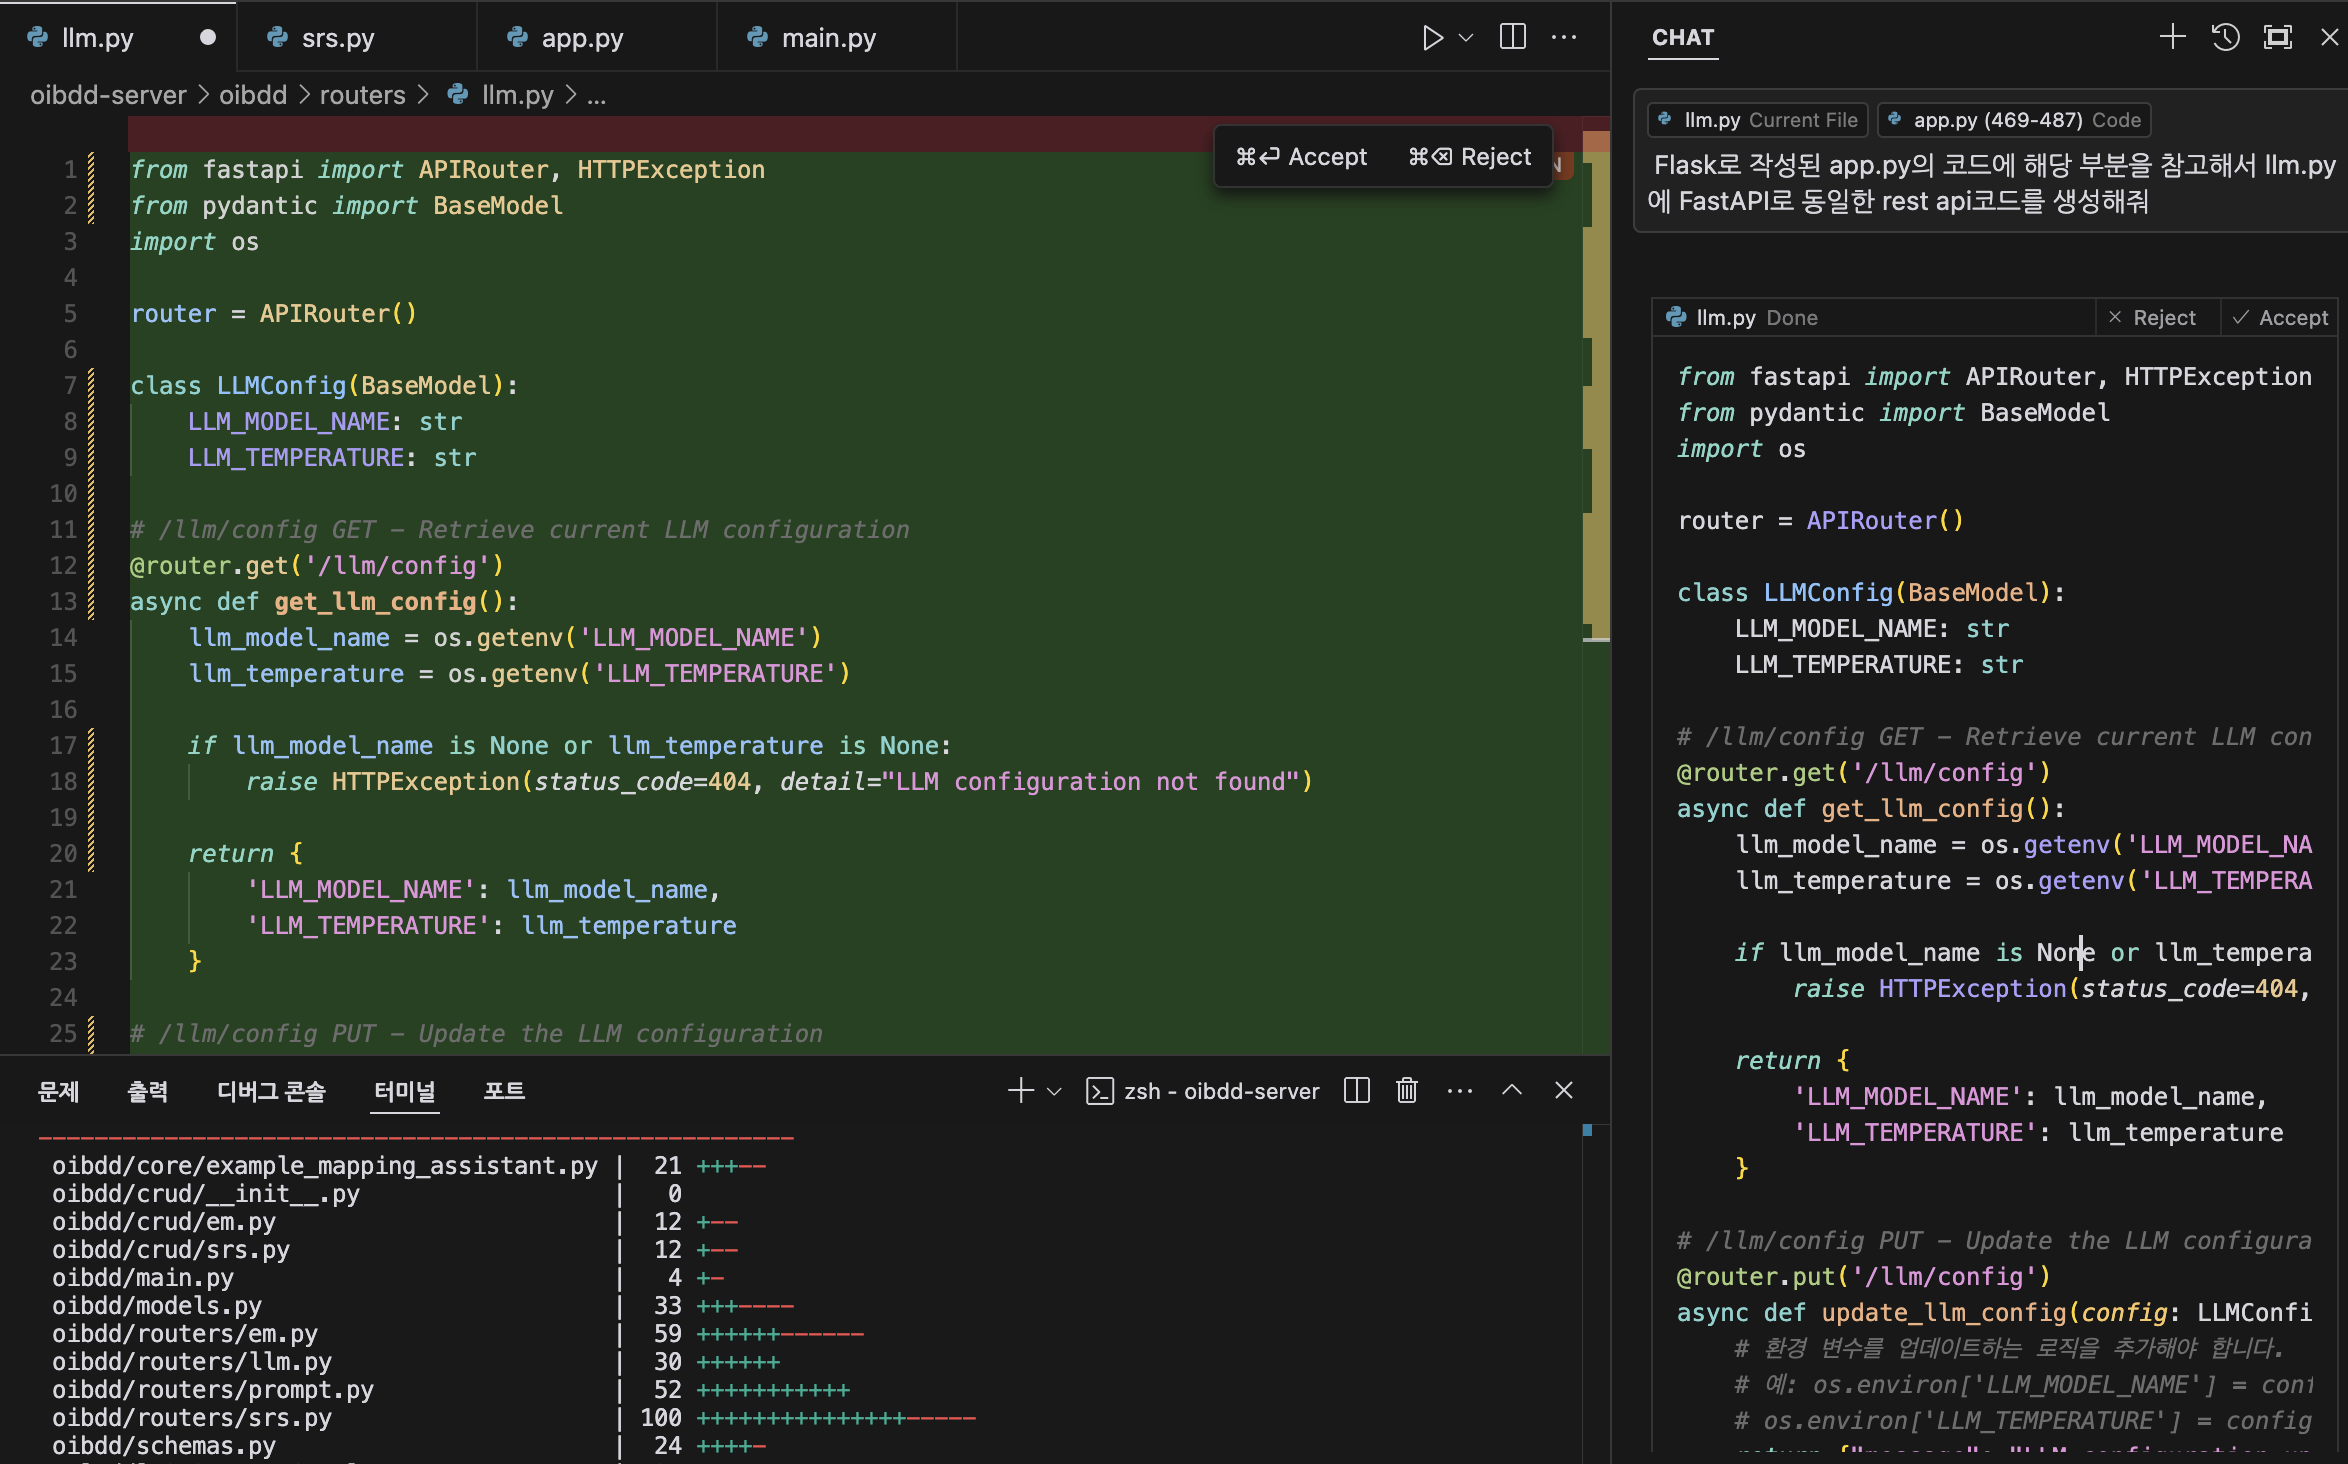 llm.py
srs.py
app.py
main.py
oibdd-server > oibdd > routers > llm.py > ...
⌘⏎ Accept ⌘⌫ Reject
1 from fastapi import APIRouter, HTTPException
2 from pydantic import BaseModel
3 import os
4
5 router = APIRouter()
6
7 class LLMConfig(BaseModel):
8     LLM_MODEL_NAME: str
9     LLM_TEMPERATURE: str
10
11 # /llm/config GET – Retrieve current LLM configuration
12 @router.get('/llm/config')
13 async def get_llm_config():
14     llm_model_name = os.getenv('LLM_MODEL_NAME')
15     llm_temperature = os.getenv('LLM_TEMPERATURE')
16
17     if llm_model_name is None or llm_temperature is None:
18         raise HTTPException(status_code=404, detail="LLM configuration not found")
19
20     return {
21         'LLM_MODEL_NAME': llm_model_name,
22         'LLM_TEMPERATURE': llm_temperature
23     }
24
25 # /llm/config PUT – Update the LLM configuration
문제 출력 디버그 콘솔 터미널 포트
zsh - oibdd-server
oibdd/core/example_mapping_assistant.py | 21 +++--
oibdd/crud/__init__.py | 0
oibdd/crud/em.py | 12 +--
oibdd/crud/srs.py | 12 +--
oibdd/main.py | 4 +-
oibdd/models.py | 33 +++----
oibdd/routers/em.py | 59 ++++++------
oibdd/routers/llm.py | 30 ++++++
oibdd/routers/prompt.py | 52 +++++++++++
oibdd/routers/srs.py | 100 +++++++++++++++-----
oibdd/schemas.py | 24 ++++-
CHAT
llm.py Current File app.py (469-487) Code
Flask로 작성된 app.py의 코드에 해당 부분을 참고해서 llm.py
에 FastAPI로 동일한 rest api코드를 생성해줘
llm.py Done × Reject ✓ Accept
from fastapi import APIRouter, HTTPException
from pydantic import BaseModel
import os
router = APIRouter()
class LLMConfig(BaseModel):
    LLM_MODEL_NAME: str
    LLM_TEMPERATURE: str
# /llm/config GET – Retrieve current LLM con
@router.get('/llm/config')
async def get_llm_config():
    llm_model_name = os.getenv('LLM_MODEL_NA
    llm_temperature = os.getenv('LLM_TEMPERA
    if llm_model_name is None or llm_tempera
        raise HTTPException(status_code=404,
    return {
        'LLM_MODEL_NAME': llm_model_name,
        'LLM_TEMPERATURE': llm_temperature
    }
# /llm/config PUT – Update the LLM configura
@router.put('/llm/config')
async def update_llm_config(config: LLMConfi
    # 환경 변수를 업데이트하는 로직을 추가해야 합니다.
    # 예: os.environ['LLM_MODEL_NAME'] = conf
    # os.environ['LLM_TEMPERATURE'] = config
    return {"message": "LLM configuration up